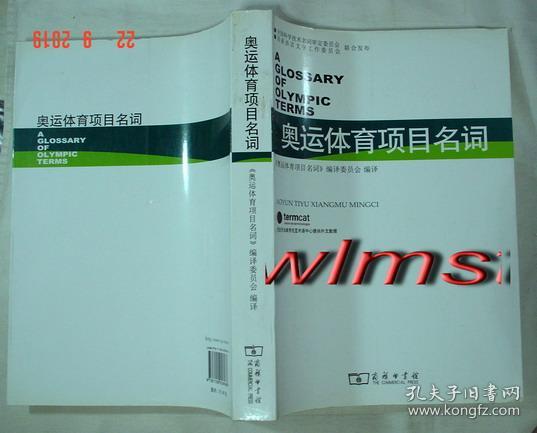 22 9 2019
奥运体育项目名词
A
GLOSSARY
OF
OLYMPIC
TERMS
奥运体育项目名词
《奥运体育项目名词》编译委员会 编译
商务印书馆
全国科学技术名词审定委员会
国家语言文字工作委员会 联合发布
A
GLOSSARY
OF
OLYMPIC
TERMS
奥运体育项目名词
《奥运体育项目名词》编译委员会 编译
AOYUN TIYU XIANGMU MINGCI
termcat
wlms
商务印书馆
THE COMMERCIAL PRESS
孔夫子旧书网
www.kongfz.com